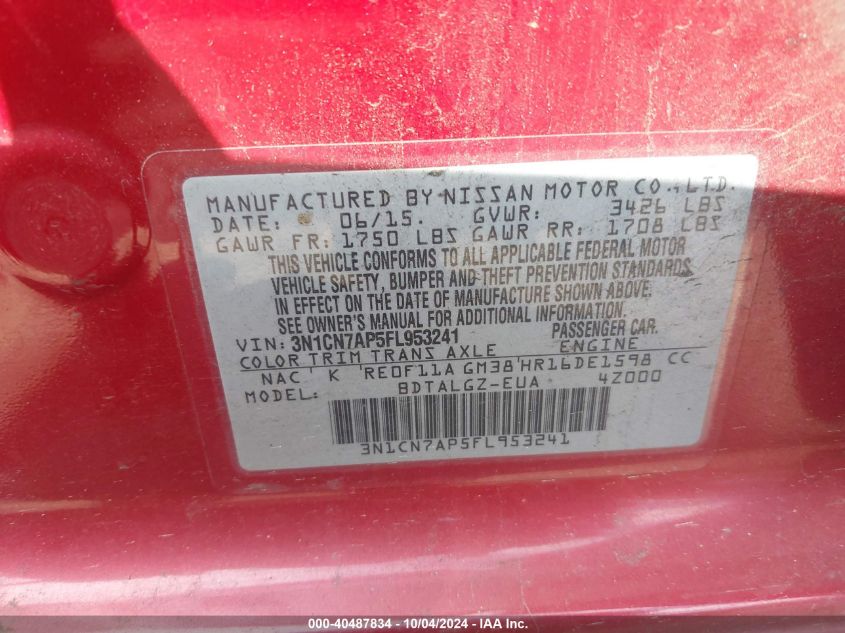 MANUFACTURED BY NISSAN MOTOR CO., LTD.
DATE: 06/15. GVWR: 3426 LBS
GAWR FR: 1750 LBS GAWR RR: 1708 LBS
THIS VEHICLE CONFORMS TO ALL APPLICABLE FEDERAL MOTOR
VEHICLE SAFETY, BUMPER AND THEFT PREVENTION STANDARDS
IN EFFECT ON THE DATE OF MANUFACTURE SHOWN ABOVE.
SEE OWNER'S MANUAL FOR ADDITIONAL INFORMATION.
VIN: 3N1CN7AP5FL953241 PASSENGER CAR.
COLOR TRIM TRANS AXLE ENGINE
NAC' K 'RE0F11A GM38'HR16DE1598 CC
MODEL: BDTALGZ-EUA 4Z000
3N1CN7AP5FL953241
000-40487834 - 10/04/2024 - IAA Inc.